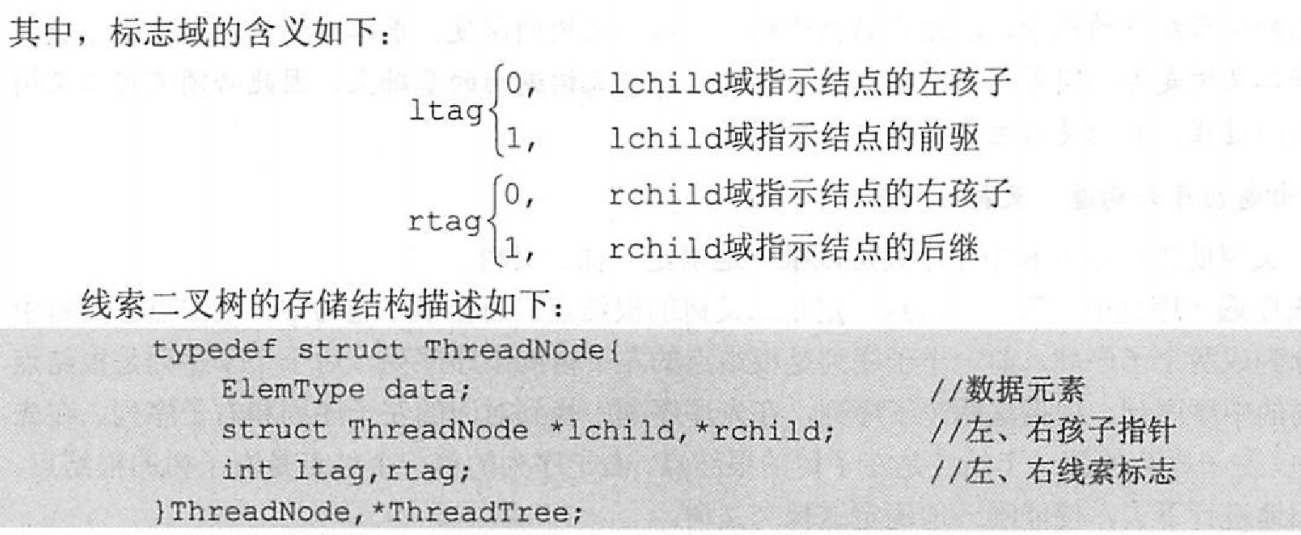 其中，标志域的含义如下：
ltag{0, lchild域指示结点的左孩子
1, lchild域指示结点的前驱
rtag{0, rchild域指示结点的右孩子
1, rchild域指示结点的后继
线索二叉树的存储结构描述如下：
typedef struct ThreadNode{
ElemType data; //数据元素
struct ThreadNode *lchild,*rchild; //左、右孩子指针
int ltag,rtag; //左、右线索标志
}ThreadNode,*ThreadTree;